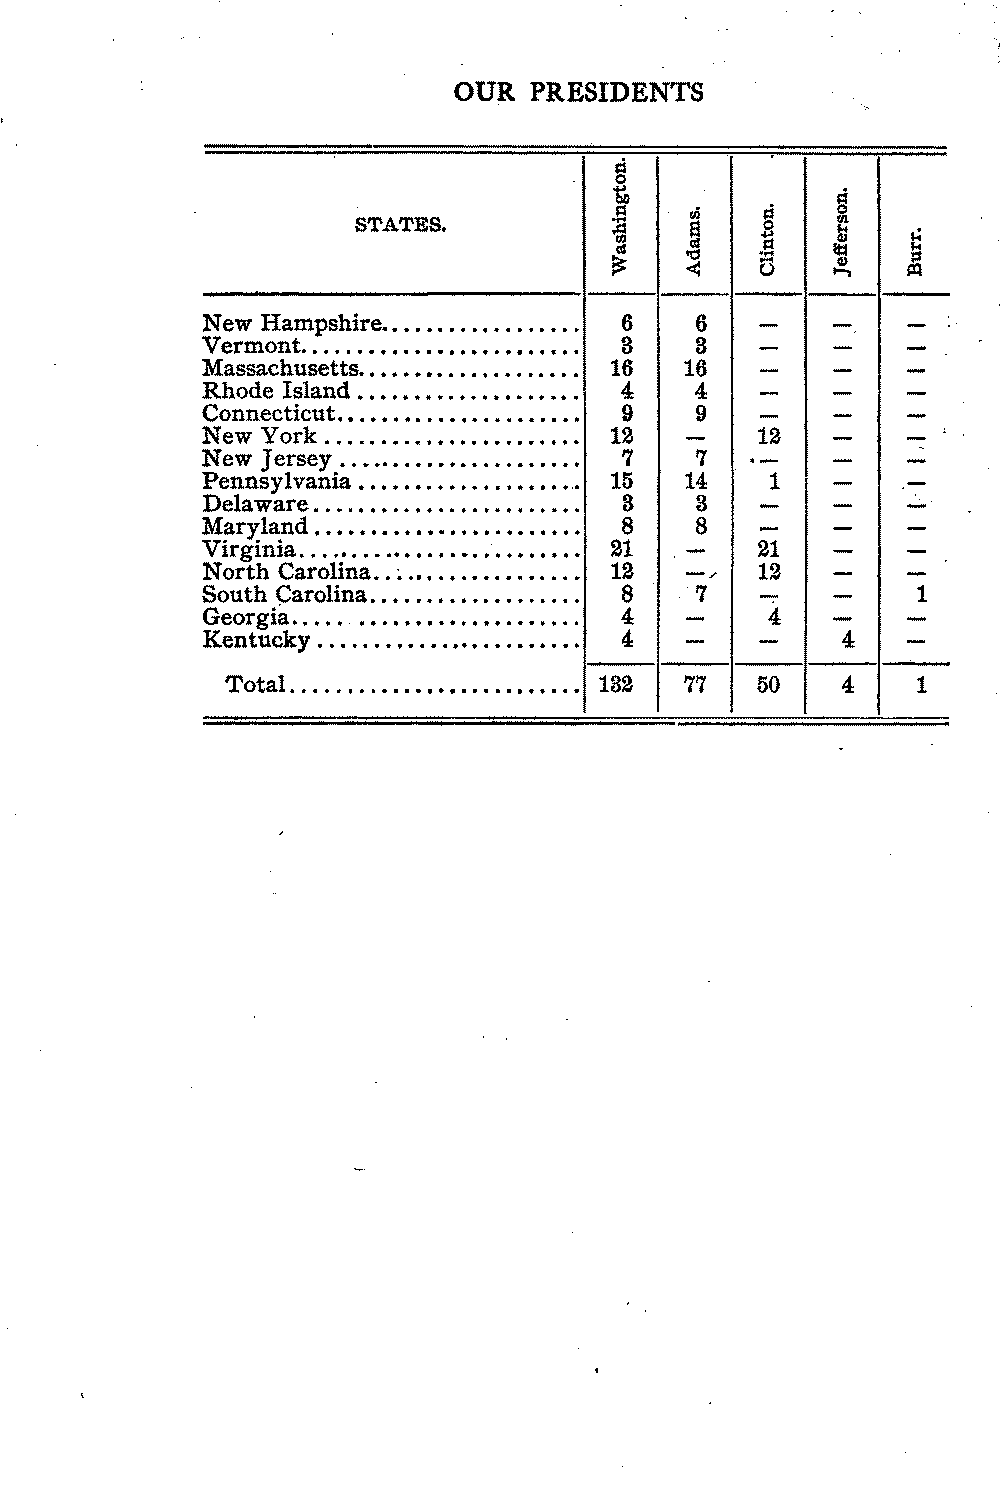 OUR PRESIDENTS
STATES. Washington. Adams. Clinton. Jefferson. Burr.
New Hampshire................. 6 6 — — —
Vermont......................... 3 3 — — —
Massachusetts.................... 16 16 — — —
Rhode Island .................... 4 4 — — —
Connecticut...................... 9 9 — — —
New York ....................... 12 — 12 — —
New Jersey ...................... 7 7 — — —
Pennsylvania .................... 15 14 1 — —
Delaware........................ 3 3 — — —
Maryland ........................ 8 8 — — —
Virginia......................... 21 — 21 — —
North Carolina................... 12 — 12 — —
South Carolina................... 8 7 — — 1
Georgia..... .................... 4 — 4 — —
Kentucky ........................ 4 — — 4 —
Total.......................... 132 77 50 4 1